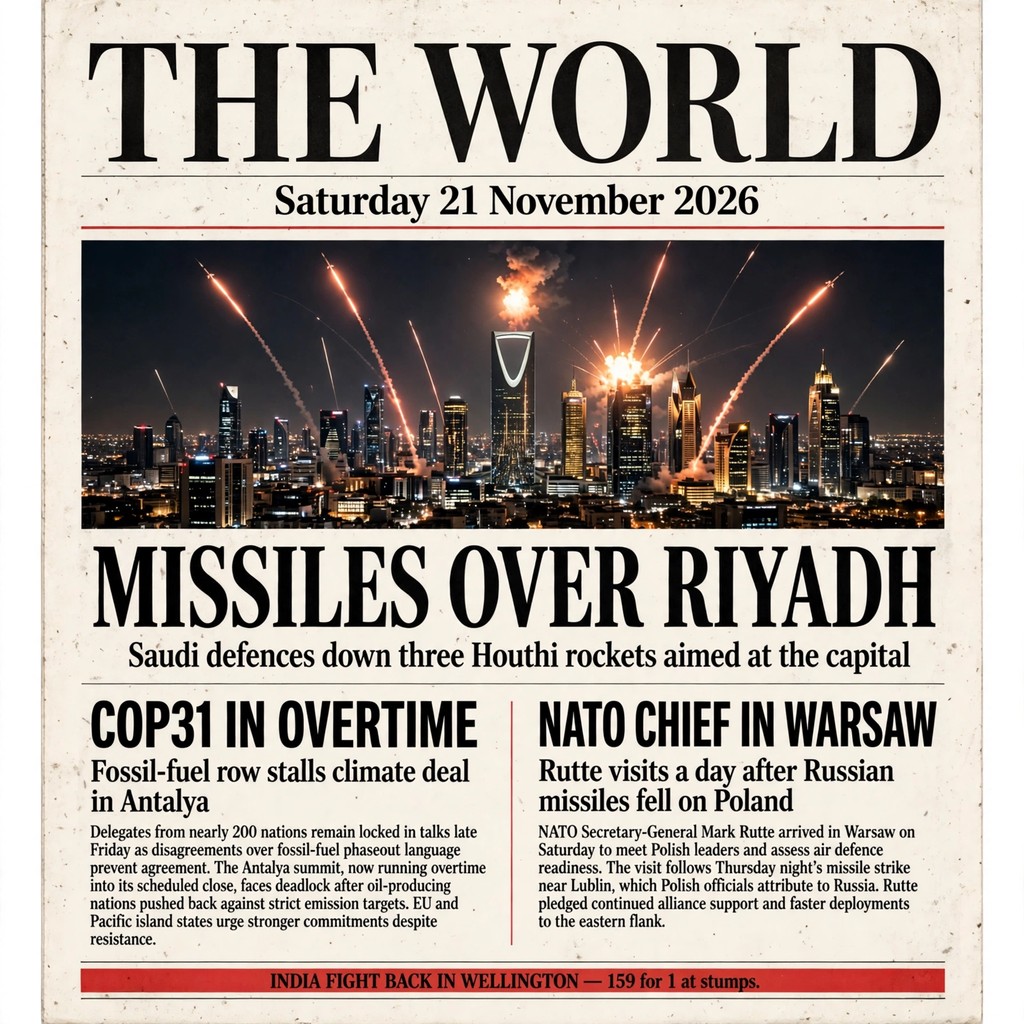 THE WORLD
Saturday 21 November 2026
MISSILES OVER RIYADH
Saudi defences down three Houthi rockets aimed at the capital
COP31 IN OVERTIME
Fossil-fuel row stalls climate deal
in Antalya
Delegates from nearly 200 nations remain locked in talks late
Friday as disagreements over fossil-fuel phaseout language
prevent agreement. The Antalya summit, now running overtime
into its scheduled close, faces deadlock after oil-producing
nations pushed back against strict emission targets. EU and
Pacific island states urge stronger commitments despite
resistance.
NATO CHIEF IN WARSAW
Rutte visits a day after Russian
missiles fell on Poland
NATO Secretary-General Mark Rutte arrived in Warsaw on
Saturday to meet Polish leaders and assess air defence
readiness. The visit follows Thursday night's missile strike
near Lublin, which Polish officials attribute to Russia. Rutte
pledged continued alliance support and faster deployments
to the eastern flank.
INDIA FIGHT BACK IN WELLINGTON — 159 for 1 at stumps.